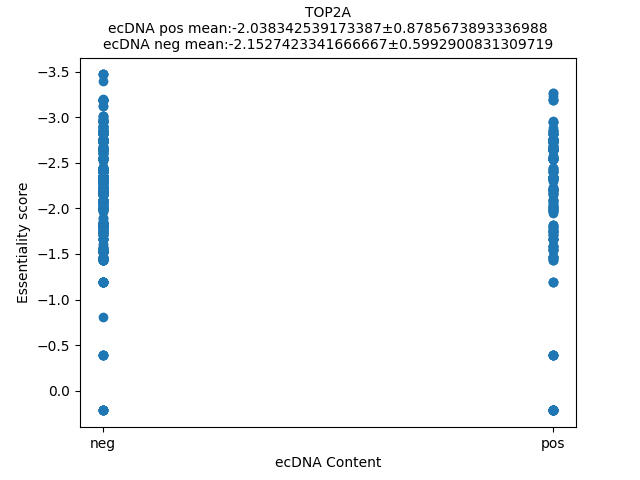 TOP2A
ecDNA pos mean:-2.038342539173387±0.8785673893336988
ecDNA neg mean:-2.1527423341666667±0.5992900831309719
−3.5
−3.0
−2.5
−2.0
−1.5
−1.0
−0.5
0.0
Essentiality score
neg
pos
ecDNA Content